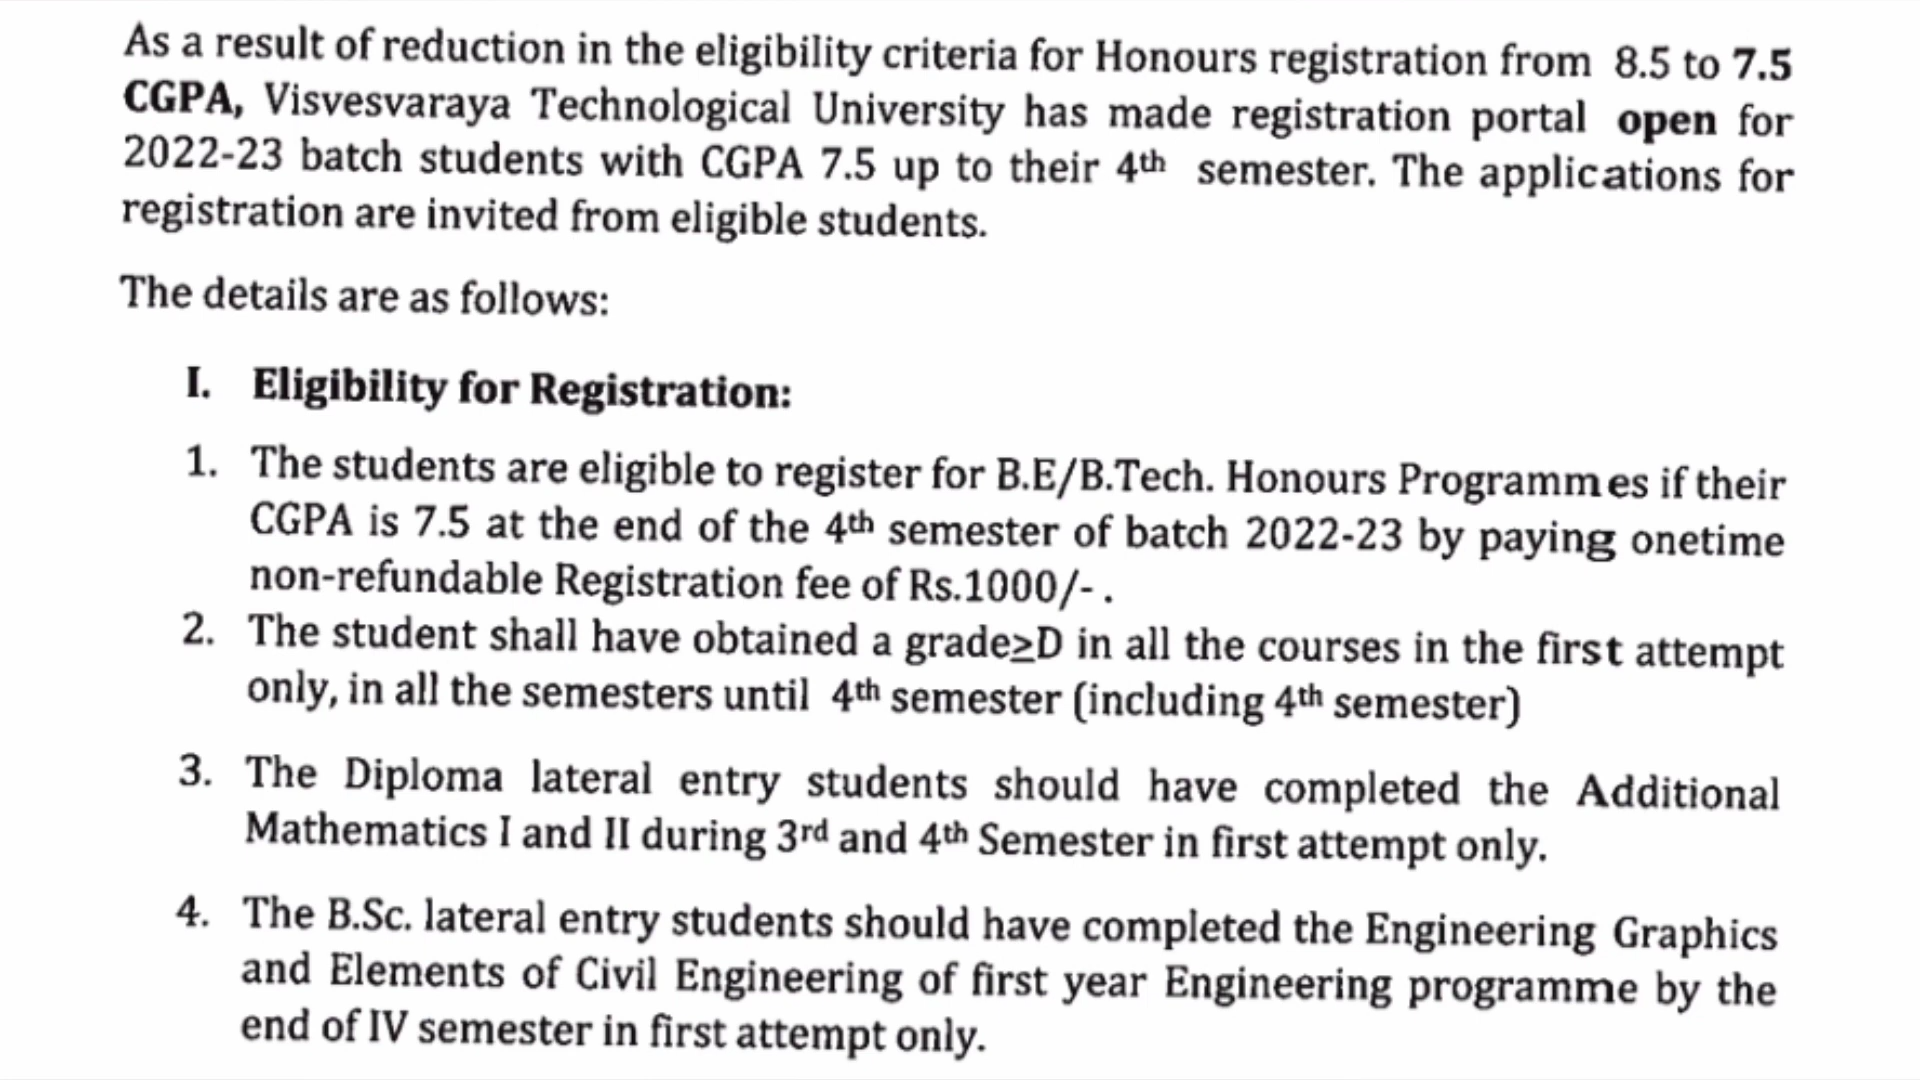 As a result of reduction in the eligibility criteria for Honours registration from 8.5 to 7.5
CGPA, Visvesvaraya Technological University has made registration portal open for
2022-23 batch students with CGPA 7.5 up to their 4th semester. The applications for
registration are invited from eligible students.
The details are as follows:
I. Eligibility for Registration:
1. The students are eligible to register for B.E/B.Tech. Honours Programmes if their
CGPA is 7.5 at the end of the 4th semester of batch 2022-23 by paying onetime
non-refundable Registration fee of Rs.1000/- .
2. The student shall have obtained a grade≥D in all the courses in the first attempt
only, in all the semesters until 4th semester (including 4th semester)
3. The Diploma lateral entry students should have completed the Additional
Mathematics I and II during 3rd and 4th Semester in first attempt only.
4. The B.Sc. lateral entry students should have completed the Engineering Graphics
and Elements of Civil Engineering of first year Engineering programme by the
end of IV semester in first attempt only.